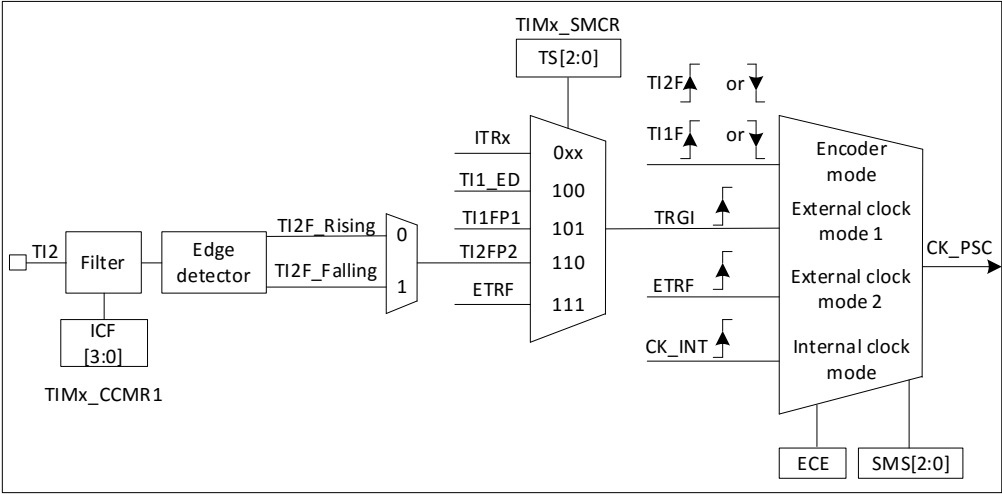 TIMx_SMCR
TS[2:0]
TI2F or
TI1F or
ITRx
0xx
Encoder
mode
TI1_ED
100
TI1FP1
101
TRGI
External clock
mode 1
TI2F_Rising
0
TI2
Filter
Edge
detector
TI2FP2
110
CK_PSC
TI2F_Falling
1
ETRF
111
ETRF
External clock
mode 2
ICF
[3:0]
CK_INT
Internal clock
mode
TIMx_CCMR1
ECE
SMS[2:0]